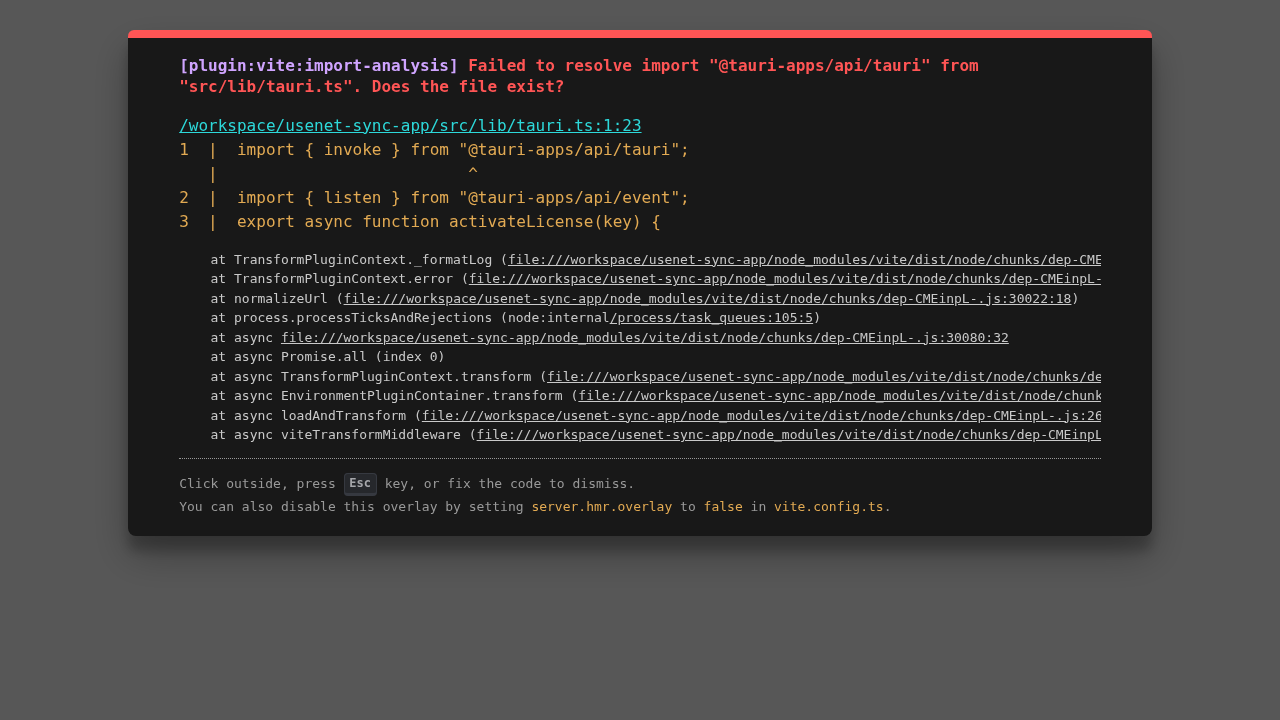 [plugin:vite:import-analysis] Failed to resolve import "@tauri-apps/api/tauri" from
"src/lib/tauri.ts". Does the file exist?
/workspace/usenet-sync-app/src/lib/tauri.ts:1:23
1  |  import { invoke } from "@tauri-apps/api/tauri";
   |                          ^
2  |  import { listen } from "@tauri-apps/api/event";
3  |  export async function activateLicense(key) {
    at TransformPluginContext._formatLog (file:///workspace/usenet-sync-app/node_modules/vite/dist/node/chunks/dep-CME
    at TransformPluginContext.error (file:///workspace/usenet-sync-app/node_modules/vite/dist/node/chunks/dep-CMEinpL-
    at normalizeUrl (file:///workspace/usenet-sync-app/node_modules/vite/dist/node/chunks/dep-CMEinpL-.js:30022:18)
    at process.processTicksAndRejections (node:internal/process/task_queues:105:5)
    at async file:///workspace/usenet-sync-app/node_modules/vite/dist/node/chunks/dep-CMEinpL-.js:30080:32
    at async Promise.all (index 0)
    at async TransformPluginContext.transform (file:///workspace/usenet-sync-app/node_modules/vite/dist/node/chunks/de
    at async EnvironmentPluginContainer.transform (file:///workspace/usenet-sync-app/node_modules/vite/dist/node/chunk
    at async loadAndTransform (file:///workspace/usenet-sync-app/node_modules/vite/dist/node/chunks/dep-CMEinpL-.js:26
    at async viteTransformMiddleware (file:///workspace/usenet-sync-app/node_modules/vite/dist/node/chunks/dep-CMEinpL
Click outside, press Esc key, or fix the code to dismiss.
You can also disable this overlay by setting server.hmr.overlay to false in vite.config.ts.